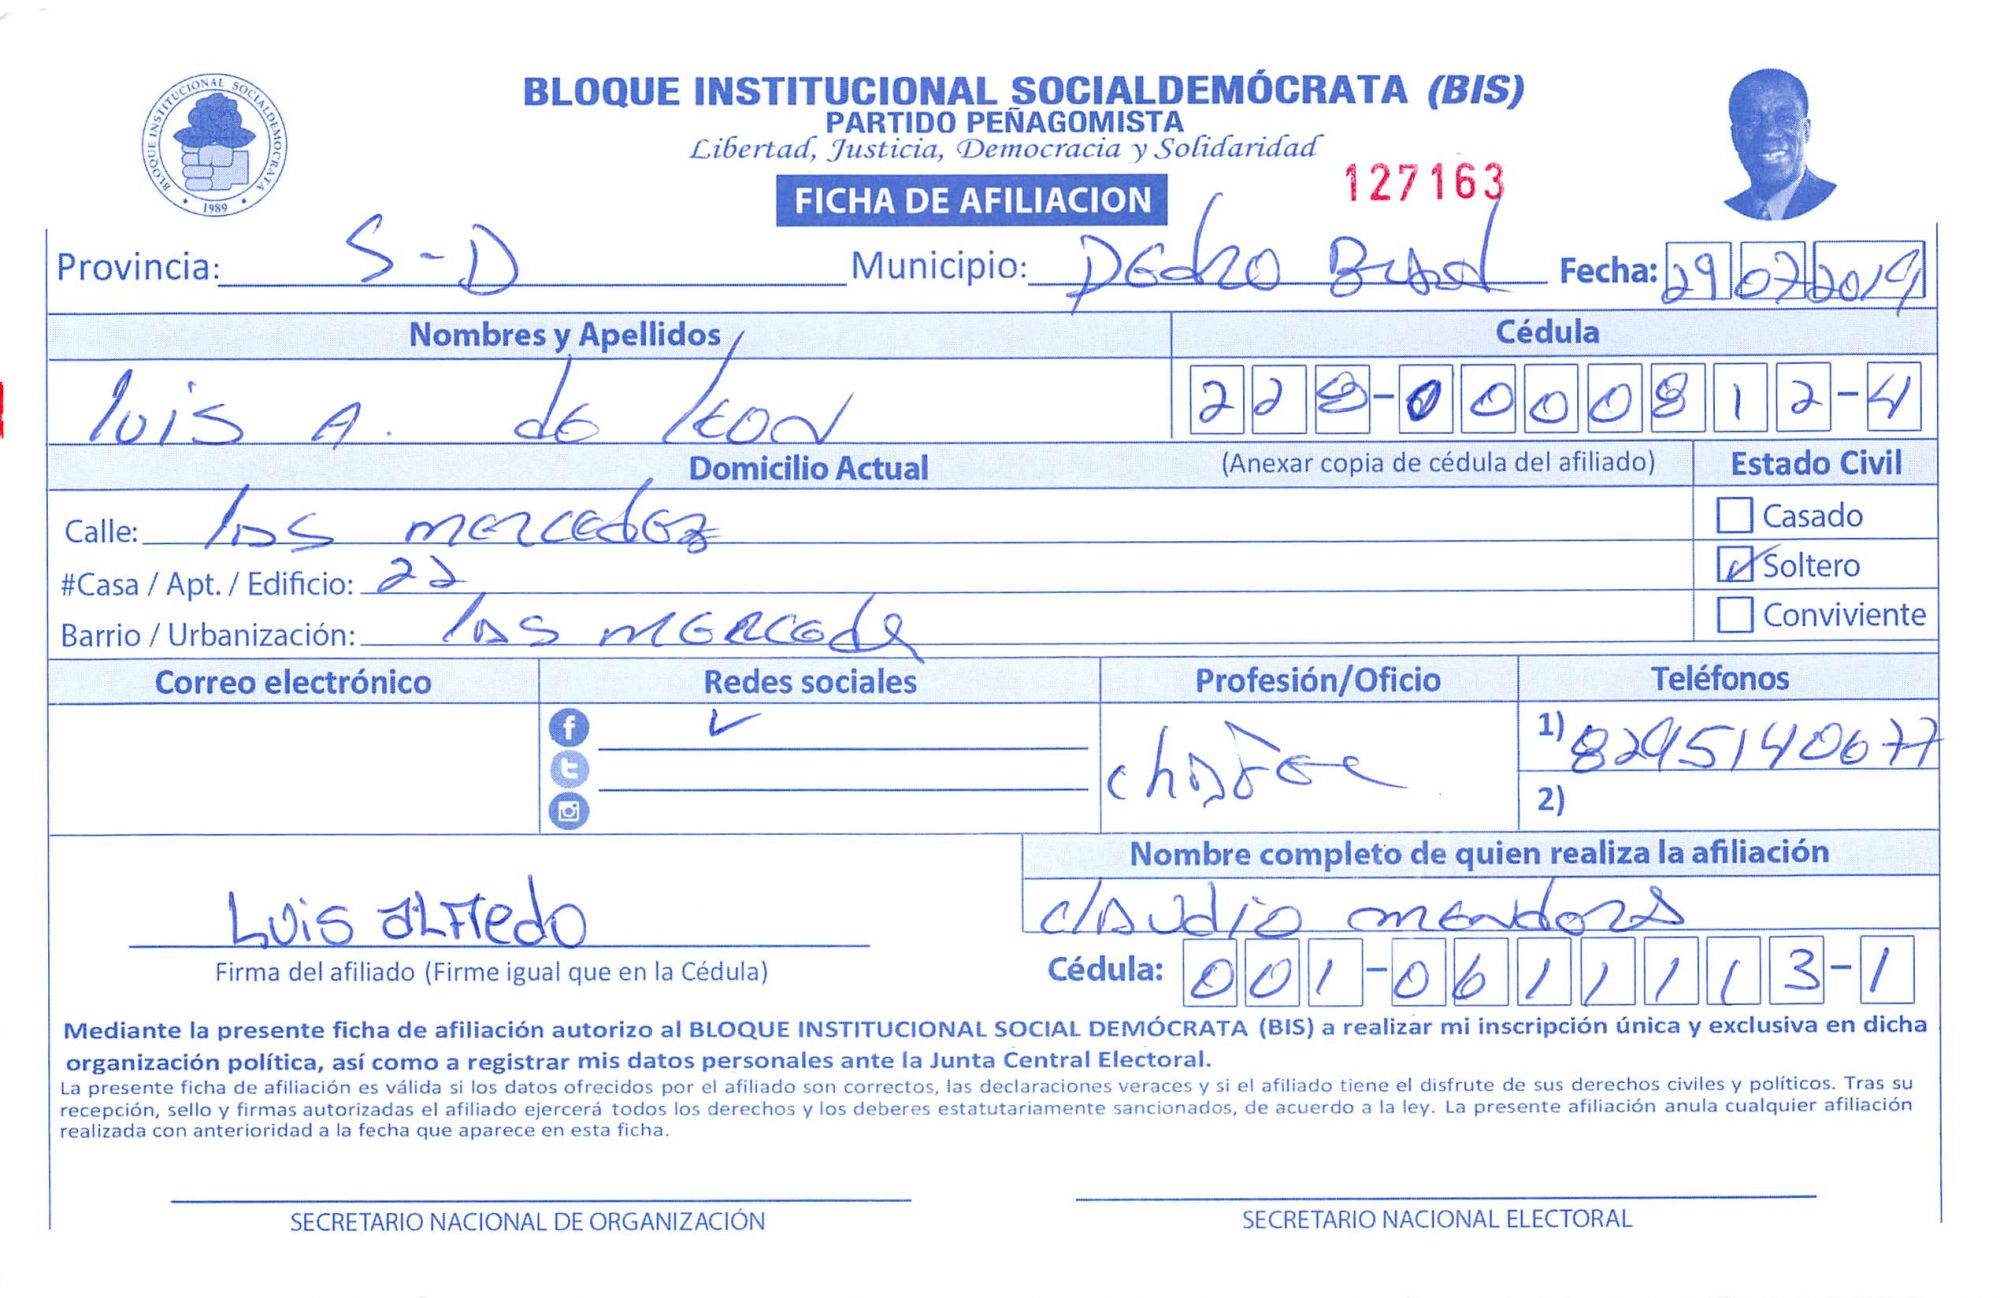 BLOQUE INSTITUCIONAL SOCIALDEMÓCRATA (BIS)
PARTIDO PEÑAGOMISTA
Libertad, Justicia, Democracia y Solidaridad
BLOQUE INSTITUCIONAL SOCIALDEMOCRATA
• 1989 •
FICHA DE AFILIACION 127163
Provincia: S-D Municipio: Pedro Brand Fecha: 29 07 2019
Nombres y Apellidos Cédula
Luis A. de Leon 228-0000812-4
Domicilio Actual (Anexar copia de cédula del afiliado) Estado Civil
Calle: las mercedez Casado
#Casa / Apt. / Edificio: 22 Soltero
Barrio / Urbanización: las mercede Conviviente
Correo electrónico Redes sociales Profesión/Oficio Teléfonos
chofer 1) 8295140677
2)
Nombre completo de quien realiza la afiliación
Luis aLfredo claudio mendoza
Firma del afiliado (Firme igual que en la Cédula) Cédula: 001-0611113-1
Mediante la presente ficha de afiliación autorizo al BLOQUE INSTITUCIONAL SOCIAL DEMÓCRATA (BIS) a realizar mi inscripción única y exclusiva en dicha
organización política, así como a registrar mis datos personales ante la Junta Central Electoral.
La presente ficha de afiliación es válida si los datos ofrecidos por el afiliado son correctos, las declaraciones veraces y si el afiliado tiene el disfrute de sus derechos civiles y políticos. Tras su
recepción, sello y firmas autorizadas el afiliado ejercerá todos los derechos y los deberes estatutariamente sancionados, de acuerdo a la ley. La presente afiliación anula cualquier afiliación
realizada con anterioridad a la fecha que aparece en esta ficha.
SECRETARIO NACIONAL DE ORGANIZACIÓN SECRETARIO NACIONAL ELECTORAL